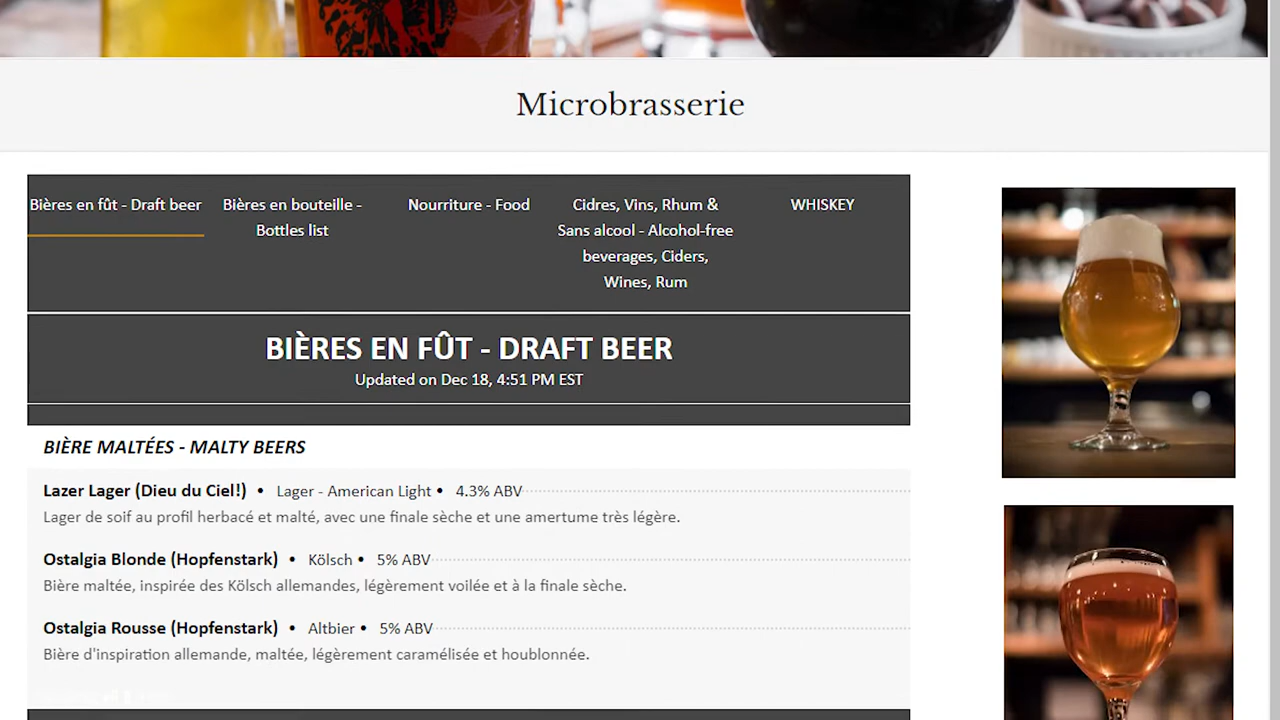 Microbrasserie
Bières en fût - Draft beer
Bières en bouteille -
Bottles list
Nourriture - Food
Cidres, Vins, Rhum &
Sans alcool - Alcohol-free
beverages, Ciders,
Wines, Rum
WHISKEY
BIÈRES EN FÛT - DRAFT BEER
Updated on Dec 18, 4:51 PM EST
BIÈRE MALTÉES - MALTY BEERS
Lazer Lager (Dieu du Ciel!) • Lager - American Light • 4.3% ABV
Lager de soif au profil herbacé et malté, avec une finale sèche et une amertume très légère.
Ostalgia Blonde (Hopfenstark) • Kölsch • 5% ABV
Bière maltée, inspirée des Kölsch allemandes, légèrement voilée et à la finale sèche.
Ostalgia Rousse (Hopfenstark) • Altbier • 5% ABV
Bière d'inspiration allemande, maltée, légèrement caramélisée et houblonnée.